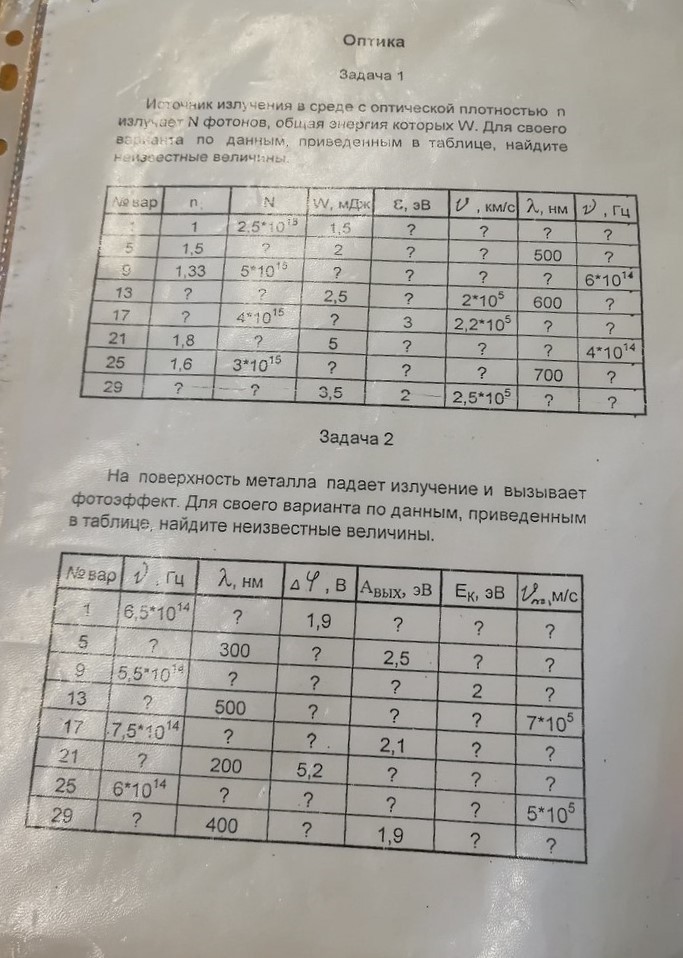 Оптика
Задача 1
Источник излучения в среде с оптической плотностью n
излучает N фотонов, общая энергия которых W. Для своего
варианта по данным, приведенным в таблице, найдите
неизвестные величины.
№ вар n N W, мДж ε, эВ υ, км/с λ, нм ν, Гц
1 1 2,5*10¹⁵ 1,5 ? ? ? ?
5 1,5 ? 2 ? ? 500 ?
9 1,33 5*10¹⁵ ? ? ? ? 6*10¹⁴
13 ? ? 2,5 ? 2*10⁵ 600 ?
17 ? 4*10¹⁵ ? 3 2,2*10⁵ ? ?
21 1,8 ? 5 ? ? ? 4*10¹⁴
25 1,6 3*10¹⁵ ? ? ? 700 ?
29 ? ? 3,5 2 2,5*10⁵ ? ?
Задача 2
На поверхность металла падает излучение и вызывает
фотоэффект. Для своего варианта по данным, приведенным
в таблице, найдите неизвестные величины.
№ вар ν, Гц λ, нм Δφ, В Aвых, эВ Eк, эВ υ ,м/с
1 6,5*10¹⁴ ? 1,9 ? ? ?
5 ? 300 ? 2,5 ? ?
9 5,5*10¹⁴ ? ? ? 2 ?
13 ? 500 ? ? ? 7*10⁵
17 7,5*10¹⁴ ? ? 2,1 ? ?
21 ? 200 5,2 ? ? ?
25 6*10¹⁴ ? ? ? ? 5*10⁵
29 ? 400 ? 1,9 ? ?